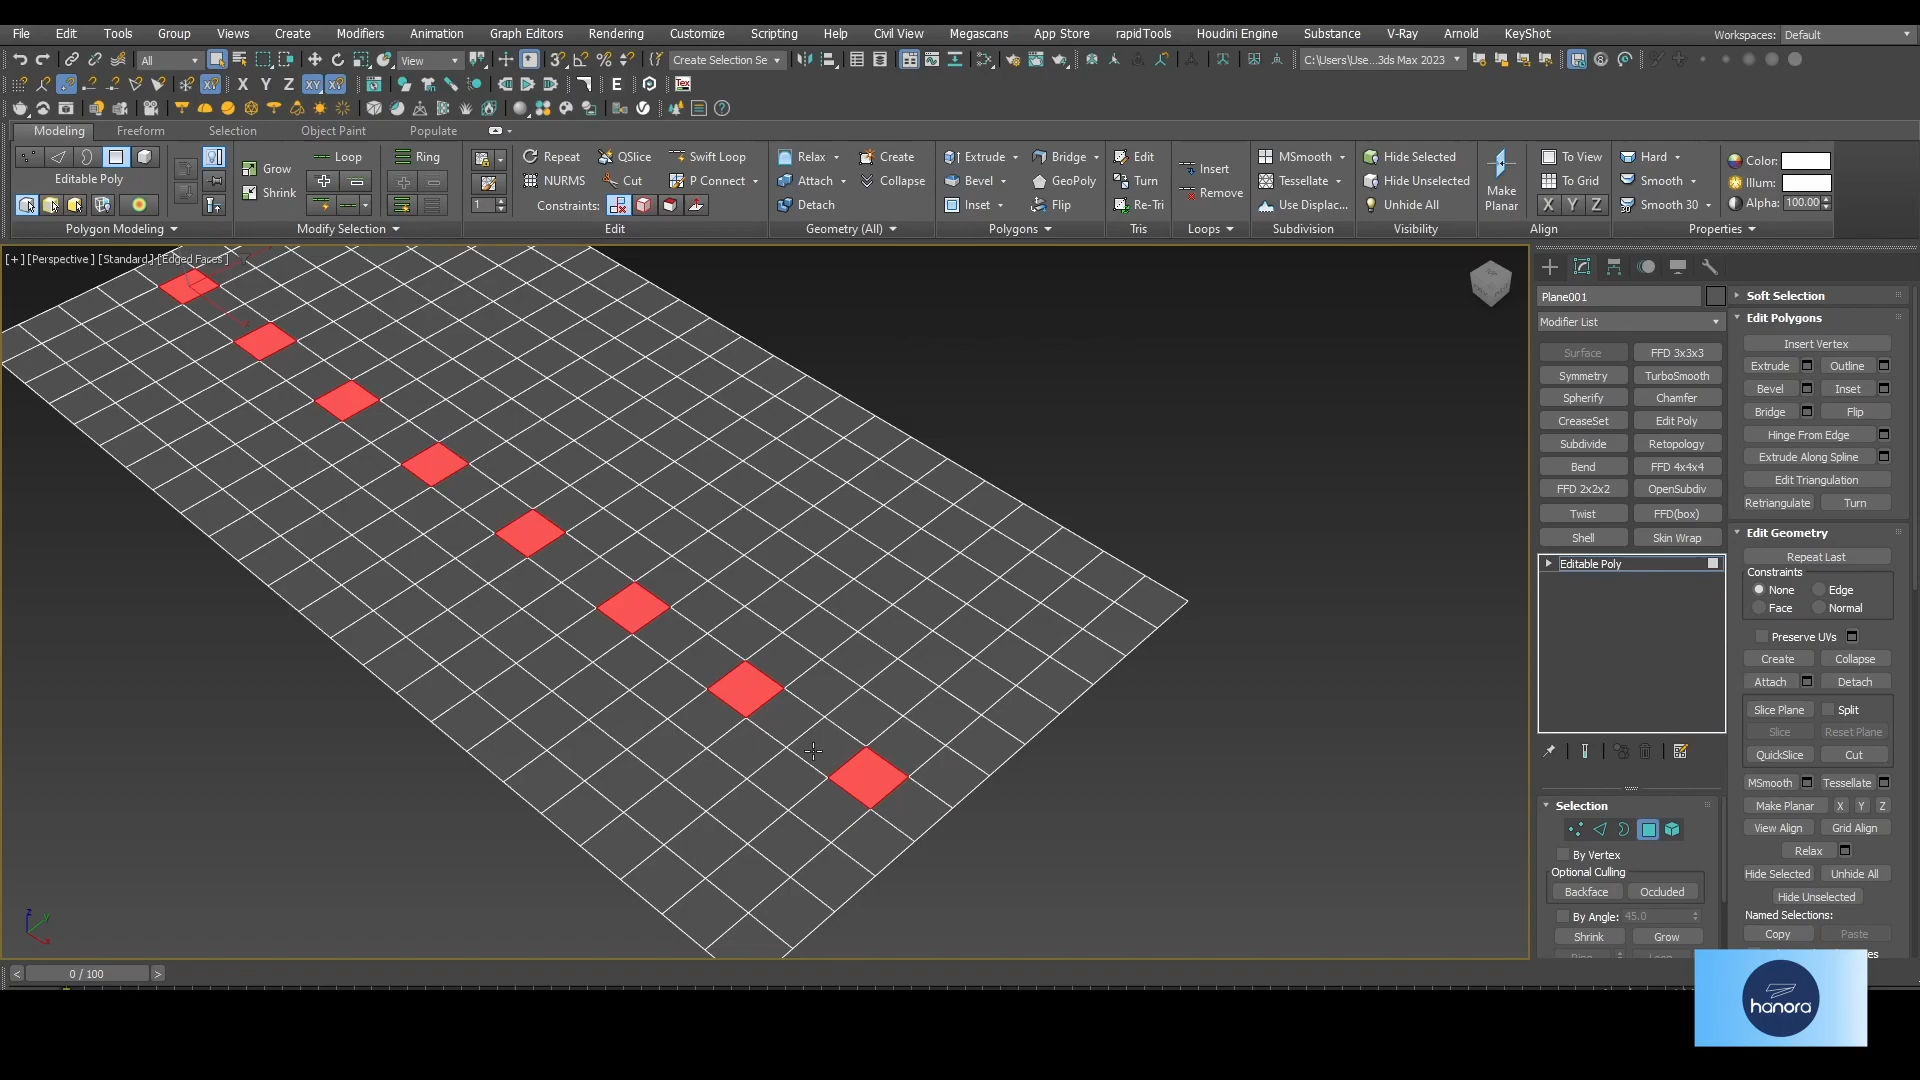 File Edit Tools Group Views Create Modifiers Animation Graph Editors Rendering Customize Scripting Help Civil View Megascans App Store rapidTools Houdini Engine Substance V-Ray Arnold KeyShot Workspaces: Default
All View Create Selection Se C:\Users\Use...3ds Max 2023
X Y Z XY XY E Tex
Modeling Freeform Selection Object Paint Populate
Grow Loop Ring Repeat QSlice Swift Loop Relax Create Extrude Bridge Edit Insert MSmooth Hide Selected To View Hard Color:
Editable Poly Shrink NURMS Cut P Connect Attach Collapse Bevel GeoPoly Turn Remove Tessellate Hide Unselected Make Planar To Grid Smooth Illum:
1 Constraints: Detach Inset Flip Re-Tri Use Displac... Unhide All X Y Z Smooth 30 Alpha: 100.00
Polygon Modeling Modify Selection Edit Geometry (All) Polygons Tris Loops Subdivision Visibility Align Properties
[+] [Perspective] [Standard] [Edged Faces]
Plane001
Modifier List
Surface FFD 3x3x3
Symmetry TurboSmooth
Spherify Chamfer
CreaseSet Edit Poly
Subdivide Retopology
Bend FFD 4x4x4
FFD 2x2x2 OpenSubdiv
Twist FFD(box)
Shell Skin Wrap
Editable Poly
Selection
By Vertex
Optional Culling
Backface Occluded
By Angle: 45.0
Shrink Grow
Ring Loop
Soft Selection
Edit Polygons
Insert Vertex
Extrude Outline
Bevel Inset
Bridge Flip
Hinge From Edge
Extrude Along Spline
Edit Triangulation
Retriangulate Turn
Edit Geometry
Repeat Last
Constraints
None Edge
Face Normal
Preserve UVs
Create Collapse
Attach Detach
Slice Plane Split
Slice Reset Plane
QuickSlice Cut
MSmooth Tessellate
Make Planar X Y Z
View Align Grid Align
Relax
Hide Selected Unhide All
Hide Unselected
Named Selections:
Copy Paste
z y x
< 0 / 100 >
hanora